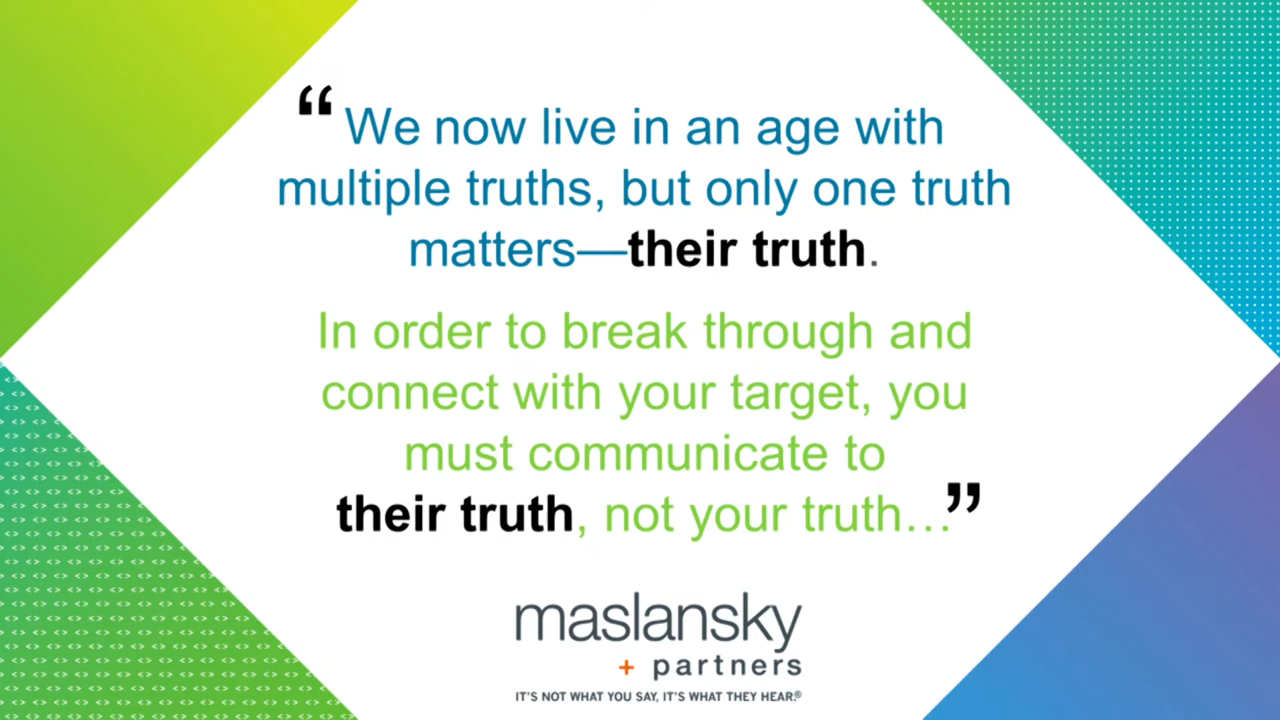 “We now live in an age with
multiple truths, but only one truth
matters—their truth.
In order to break through and
connect with your target, you
must communicate to
their truth, not your truth…”
maslansky
+ partners
IT'S NOT WHAT YOU SAY, IT'S WHAT THEY HEAR.®